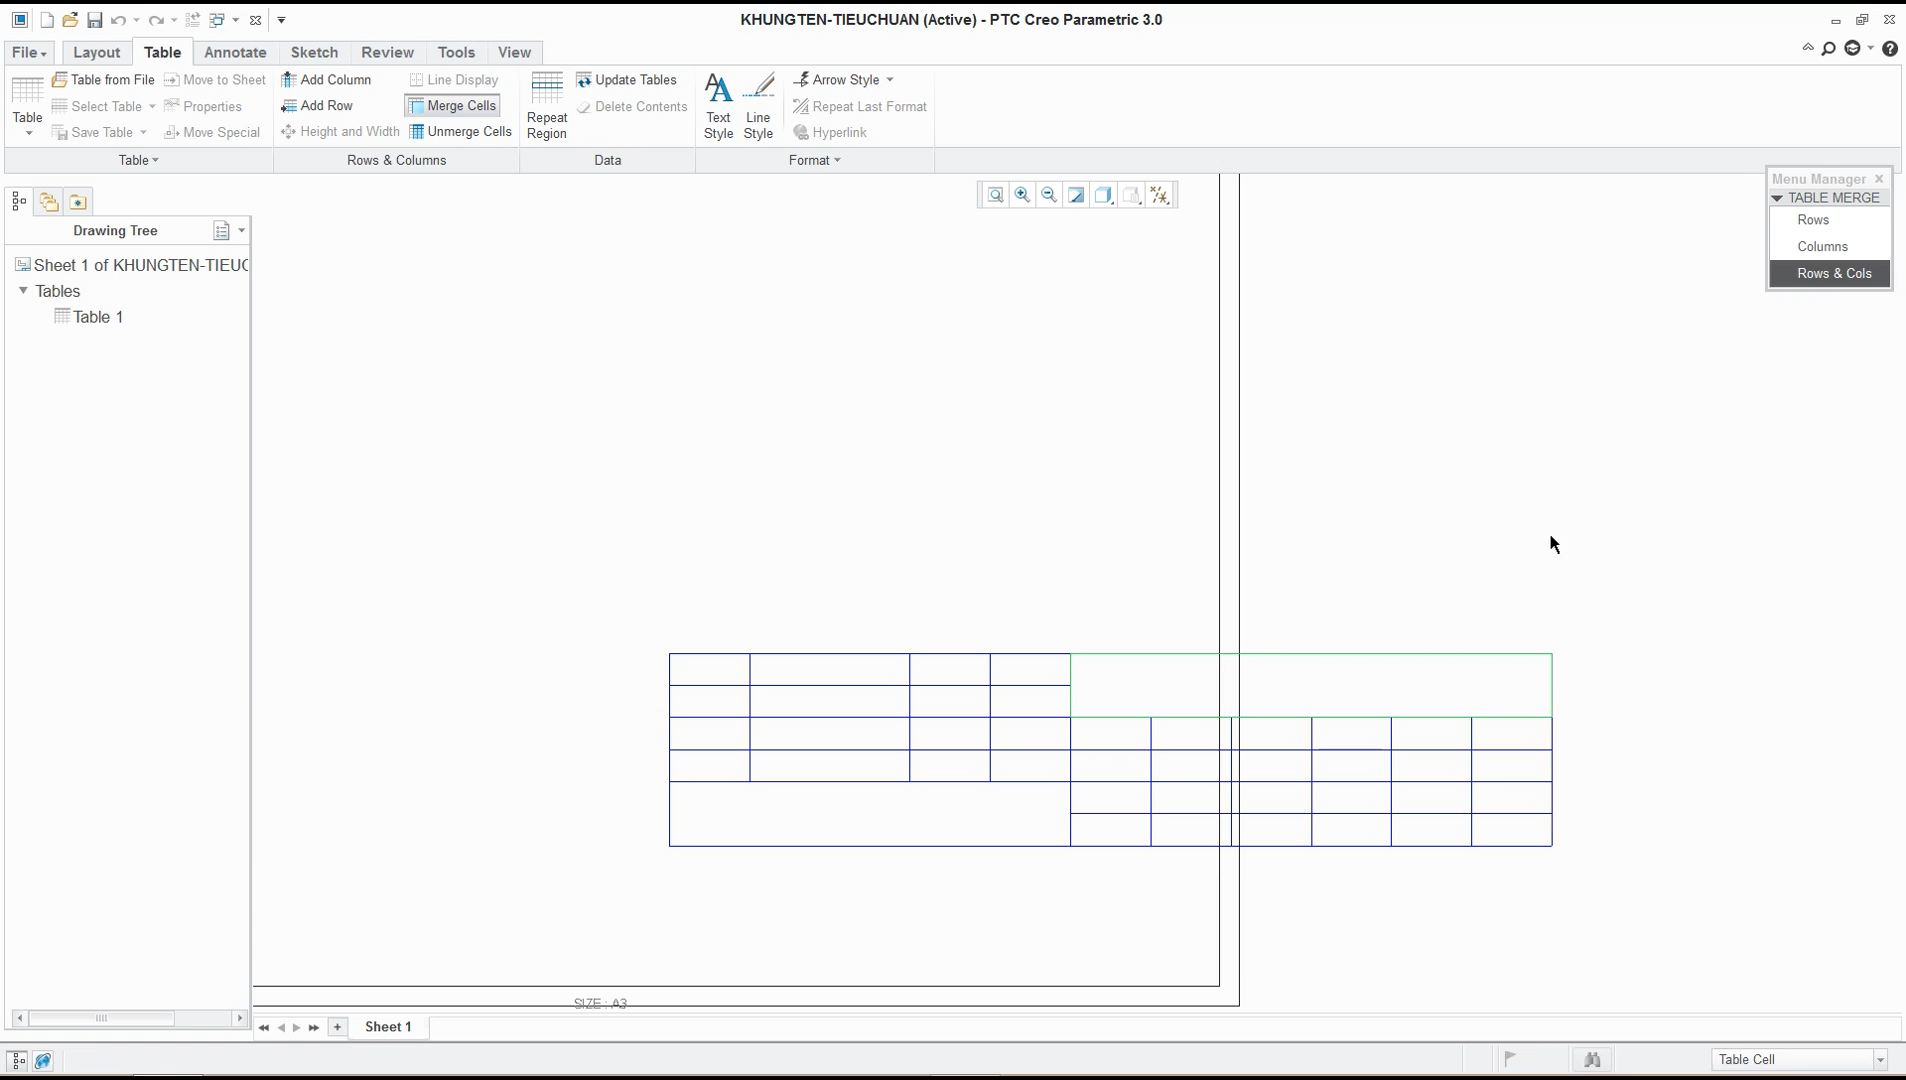 KHUNGTEN-TIEUCHUAN (Active) - PTC Creo Parametric 3.0
File Layout Table Annotate Sketch Review Tools View
Table from File Move to Sheet Add Column Line Display Update Tables Arrow Style
Select Table Properties Add Row Merge Cells Delete Contents Repeat Last Format
Table Save Table Move Special Height and Width Unmerge Cells Repeat Region Text Style Line Style Hyperlink
Table Rows & Columns Data Format
Menu Manager
TABLE MERGE
Rows
Columns
Rows & Cols
Drawing Tree
Sheet 1 of KHUNGTEN-TIEUC
Tables
Table 1
SIZE : A3
Sheet 1
Table Cell